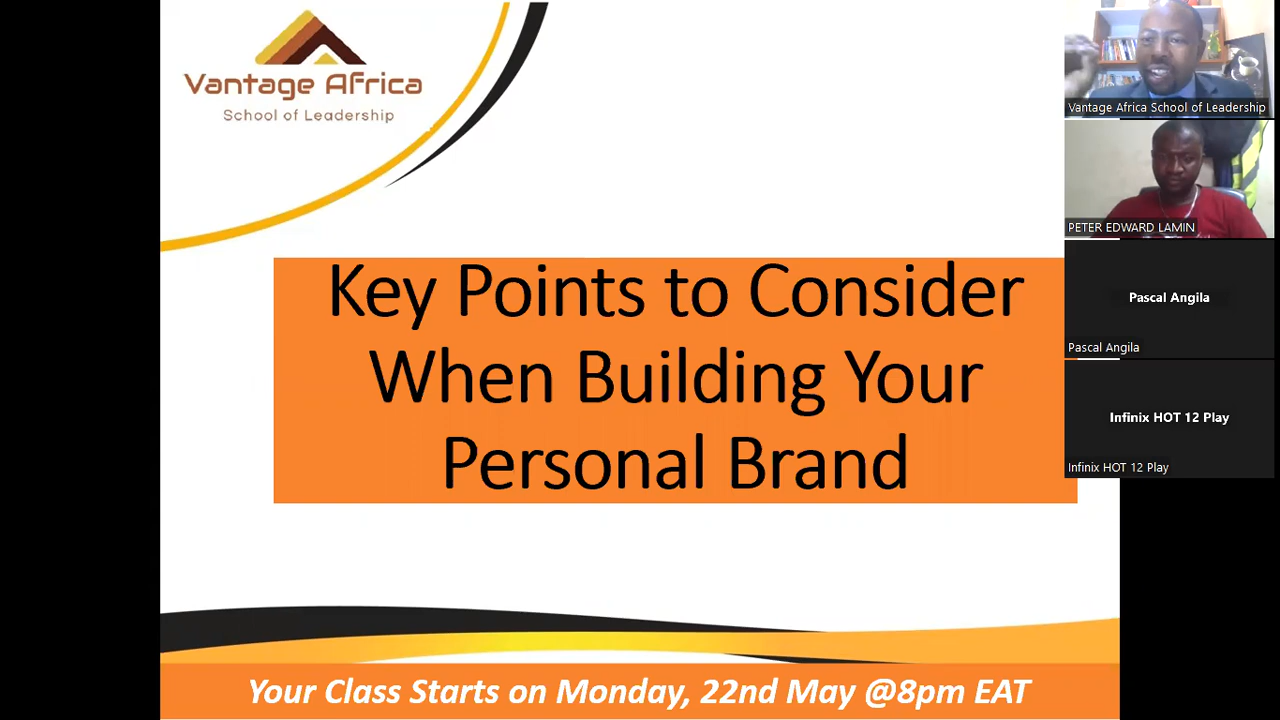 Vantage Africa
School of Leadership
Key Points to Consider
When Building Your
Personal Brand
Your Class Starts on Monday, 22nd May @8pm EAT
Vantage Africa School of Leadership
PETER EDWARD LAMIN
Pascal Angila
Pascal Angila
Infinix HOT 12 Play
Infinix HOT 12 Play